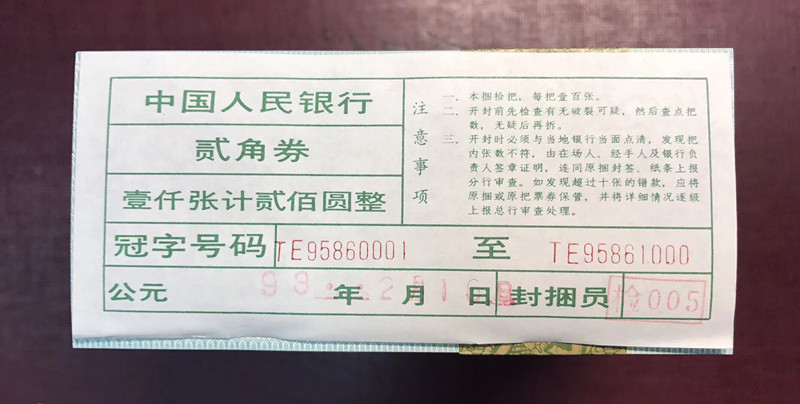 中国人民银行
贰角券
壹仟张计贰佰圆整
注意事项
一. 本捆拾把，每把壹百张。
二. 开封前先检查有无破裂可疑，然后查点把
数，无疑后再拆。
三. 开封时必须与当地银行当面点清，发现把
内张数不符，由在场人、经手人及银行负
责人签章证明，连同原捆封签、纸条上报
分行审查。如发现超过十张的错款，应将
原捆或原把票券保管，并将详细情况逐级
上报总行审查处理。
冠字号码 TE95860001 至 TE95861000
公元 99 年 月 日 封捆员 检005